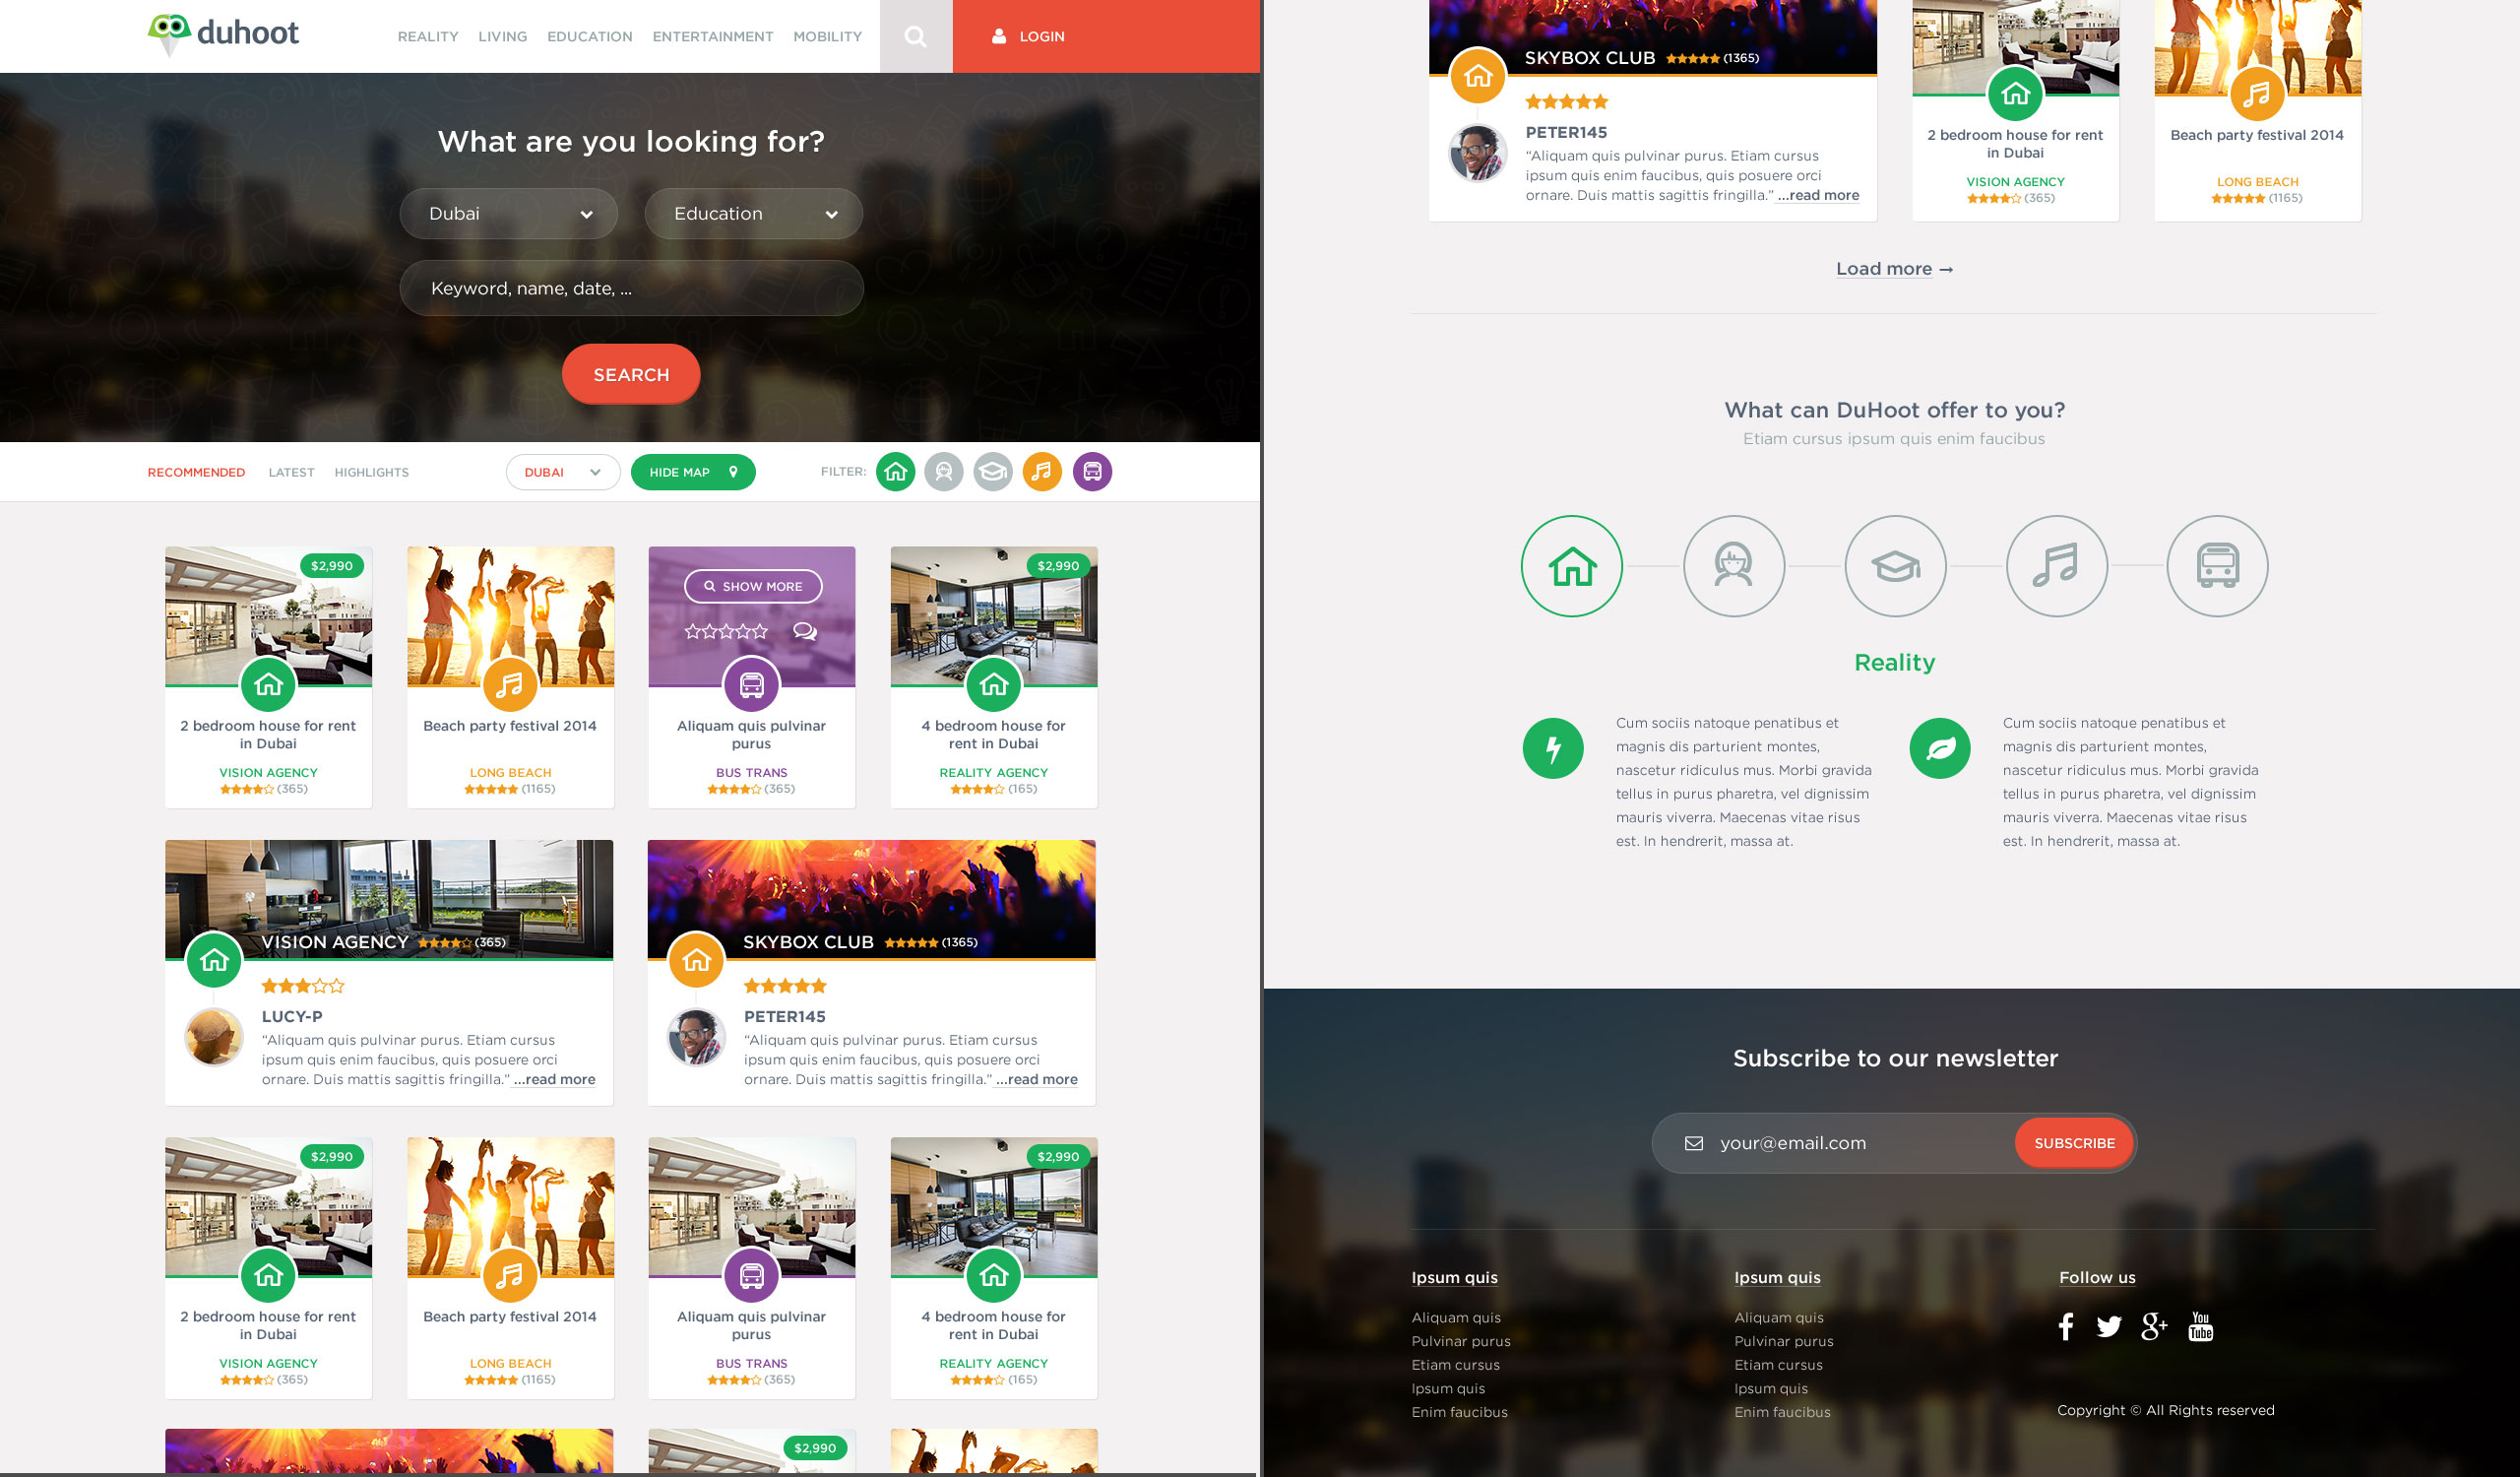 duhoot
REALITY LIVING EDUCATION ENTERTAINMENT MOBILITY
LOGIN
What are you looking for?
Dubai
Education
Keyword, name, date, ...
SEARCH
RECOMMENDED LATEST HIGHLIGHTS
DUBAI
HIDE MAP
FILTER:
$2,990
2 bedroom house for rent
in Dubai
VISION AGENCY
(365)
Beach party festival 2014
LONG BEACH
(1165)
SHOW MORE
Aliquam quis pulvinar
purus
BUS TRANS
(365)
$2,990
4 bedroom house for
rent in Dubai
REALITY AGENCY
(165)
VISION AGENCY (365)
LUCY-P
“Aliquam quis pulvinar purus. Etiam cursus
ipsum quis enim faucibus, quis posuere orci
ornare. Duis mattis sagittis fringilla.” ...read more
SKYBOX CLUB (1365)
PETER145
“Aliquam quis pulvinar purus. Etiam cursus
ipsum quis enim faucibus, quis posuere orci
ornare. Duis mattis sagittis fringilla.” ...read more
$2,990
2 bedroom house for rent
in Dubai
VISION AGENCY
(365)
Beach party festival 2014
LONG BEACH
(1165)
Aliquam quis pulvinar
purus
BUS TRANS
(365)
$2,990
4 bedroom house for
rent in Dubai
REALITY AGENCY
(165)
$2,990
SKYBOX CLUB (1365)
PETER145
“Aliquam quis pulvinar purus. Etiam cursus
ipsum quis enim faucibus, quis posuere orci
ornare. Duis mattis sagittis fringilla.” ...read more
2 bedroom house for rent
in Dubai
VISION AGENCY
(365)
Beach party festival 2014
LONG BEACH
(1165)
Load more →
What can DuHoot offer to you?
Etiam cursus ipsum quis enim faucibus
Reality
Cum sociis natoque penatibus et
magnis dis parturient montes,
nascetur ridiculus mus. Morbi gravida
tellus in purus pharetra, vel dignissim
mauris viverra. Maecenas vitae risus
est. In hendrerit, massa at.
Cum sociis natoque penatibus et
magnis dis parturient montes,
nascetur ridiculus mus. Morbi gravida
tellus in purus pharetra, vel dignissim
mauris viverra. Maecenas vitae risus
est. In hendrerit, massa at.
Subscribe to our newsletter
your@email.com
SUBSCRIBE
Ipsum quis
Aliquam quis
Pulvinar purus
Etiam cursus
Ipsum quis
Enim faucibus
Ipsum quis
Aliquam quis
Pulvinar purus
Etiam cursus
Ipsum quis
Enim faucibus
Follow us
You
Tube
Copyright © All Rights reserved